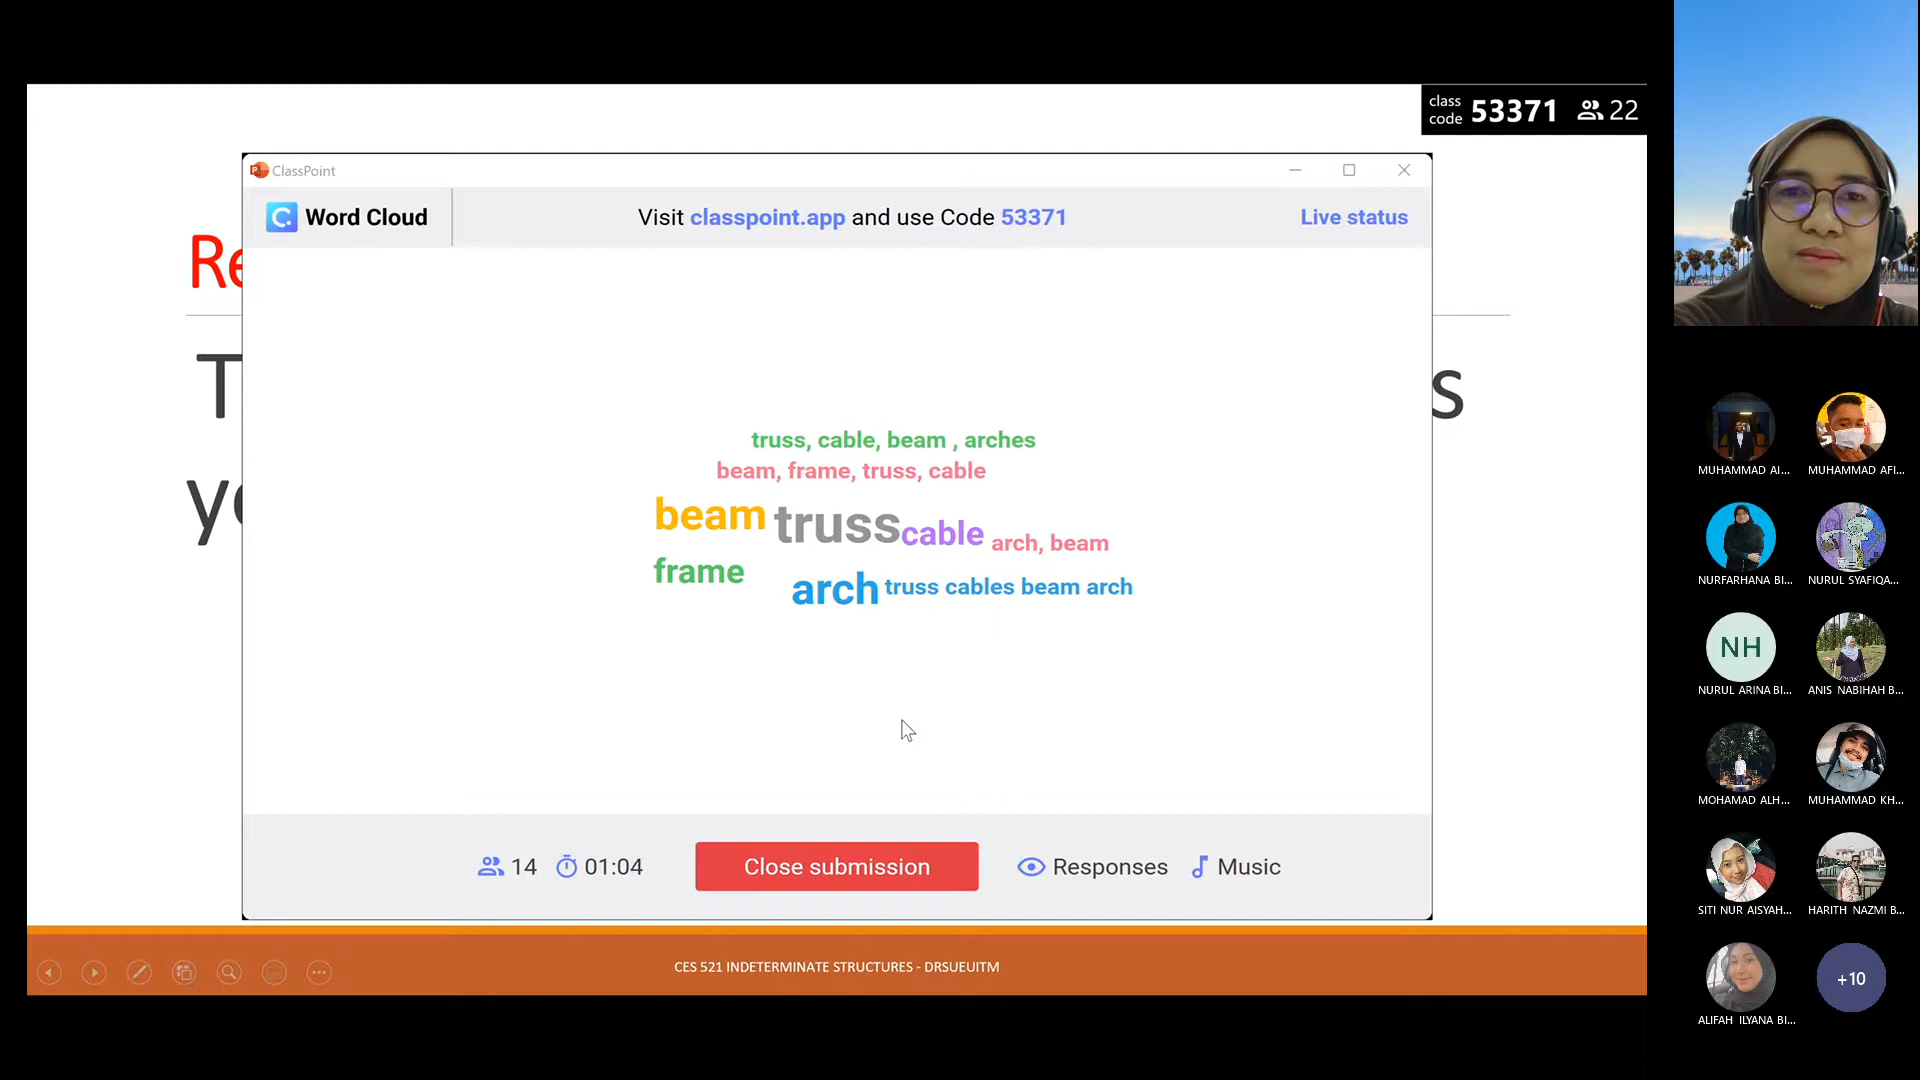 class code 53371 22
ClassPoint
Word Cloud
Visit classpoint.app and use Code 53371
Live status
Re
T s
ye
truss, cable, beam , arches
beam, frame, truss, cable
beam truss cable arch, beam
frame
arch truss cables beam arch
14 01:04 Close submission Responses Music
CES 521 INDETERMINATE STRUCTURES - DRSUEUITM
MUHAMMAD AI... MUHAMMAD AFI...
NURFARHANA BI... NURUL SYAFIQA...
NH
NURUL ARINA BI... ANIS NABIHAH B...
MOHAMAD ALH... MUHAMMAD KH...
SITI NUR AISYAH... HARITH NAZMI B...
+10
ALIFAH ILYANA BI...